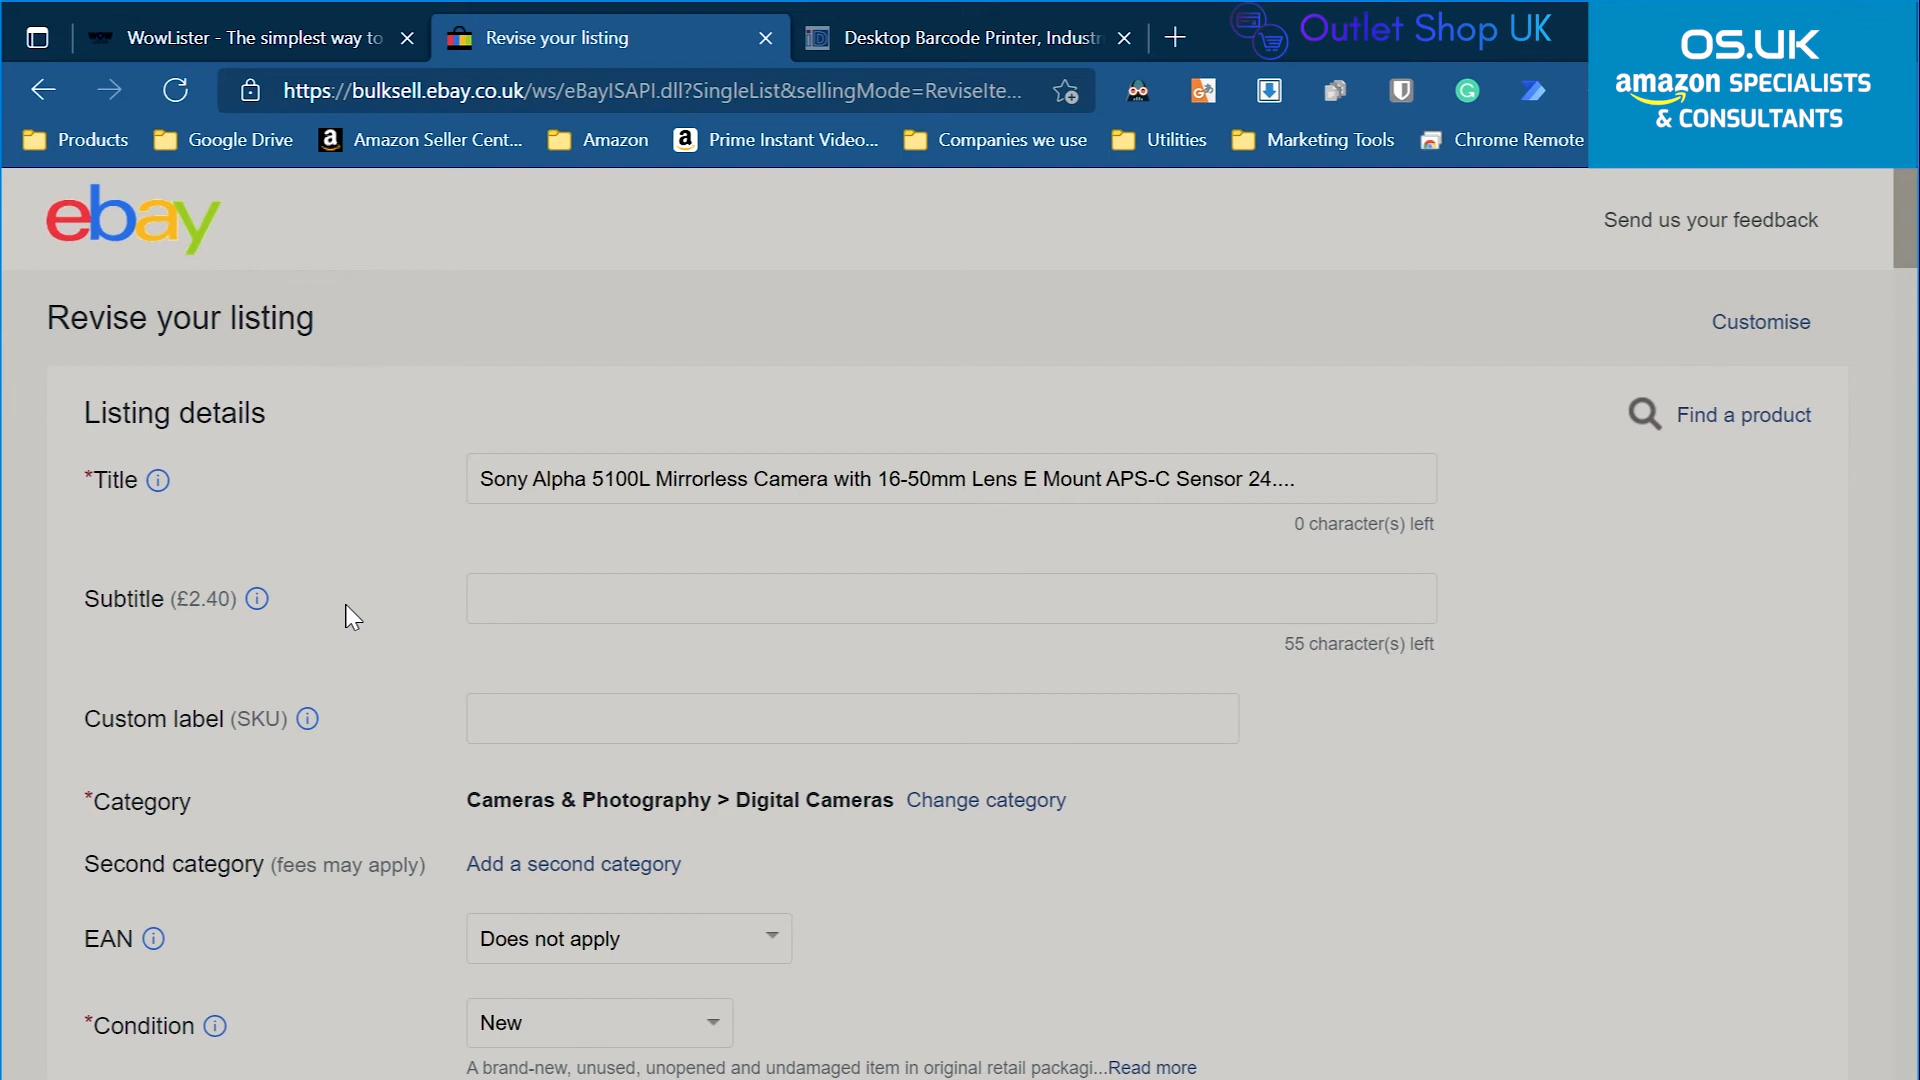 WowLister - The simplest way to
Revise your listing
Desktop Barcode Printer, Industr
Outlet Shop UK
OS.UK
amazon SPECIALISTS
& CONSULTANTS
https://bulksell.ebay.co.uk/ws/eBayISAPI.dll?SingleList&sellingMode=ReviseIte...
Products
Google Drive
Amazon Seller Cent...
Amazon
Prime Instant Video...
Companies we use
Utilities
Marketing Tools
Chrome Remote
ebay
Send us your feedback
Revise your listing
Customise
Listing details
Find a product
*Title
Sony Alpha 5100L Mirrorless Camera with 16-50mm Lens E Mount APS-C Sensor 24....
0 character(s) left
Subtitle (£2.40)
55 character(s) left
Custom label (SKU)
*Category
Cameras & Photography > Digital Cameras Change category
Second category (fees may apply)
Add a second category
EAN
Does not apply
*Condition
New
A brand-new, unused, unopened and undamaged item in original retail packagi...Read more